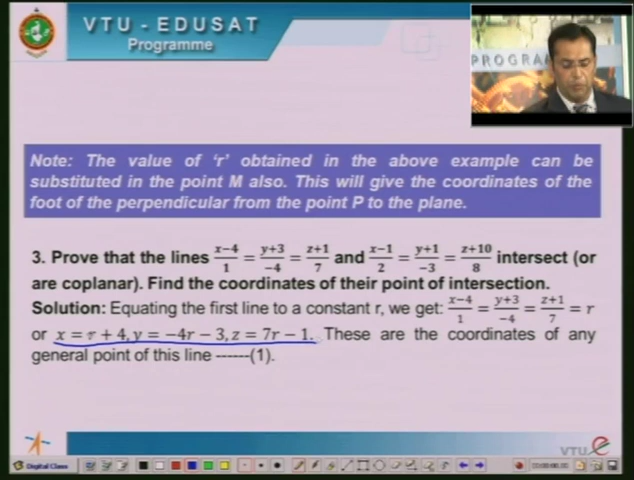 VTU - EDUSAT
Programme
PROGRA
Note: The value of 'r' obtained in the above example can be
substituted in the point M also. This will give the coordinates of the
foot of the perpendicular from the point P to the plane.
3. Prove that the lines (x−4)/1 = (y+3)/−4 = (z+1)/7 and (x−1)/2 = (y+1)/−3 = (z+10)/8 intersect (or
are coplanar). Find the coordinates of their point of intersection.
Solution: Equating the first line to a constant r, we get: (x−4)/1 = (y+3)/−4 = (z+1)/7 = r
or x = r + 4, y = −4r − 3, z = 7r − 1. These are the coordinates of any
general point of this line ------(1).
VTU e
Digital Class